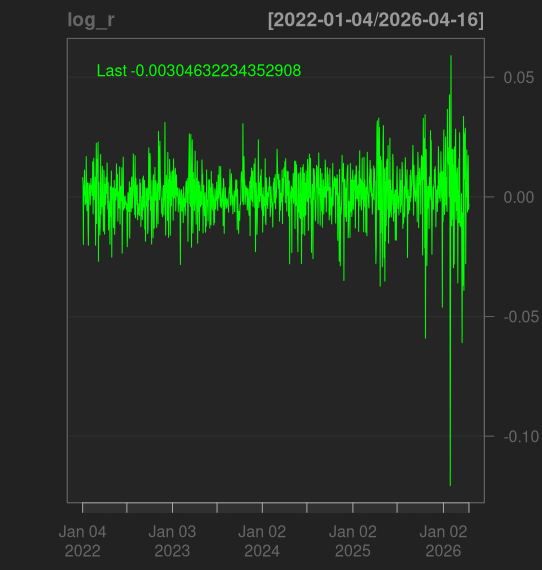 log_r [2022-01-04/2026-04-16]
Last -0.00304632234352908
0.05
0.00
-0.05
-0.10
Jan 04 Jan 03 Jan 02 Jan 02 Jan 02
2022 2023 2024 2025 2026